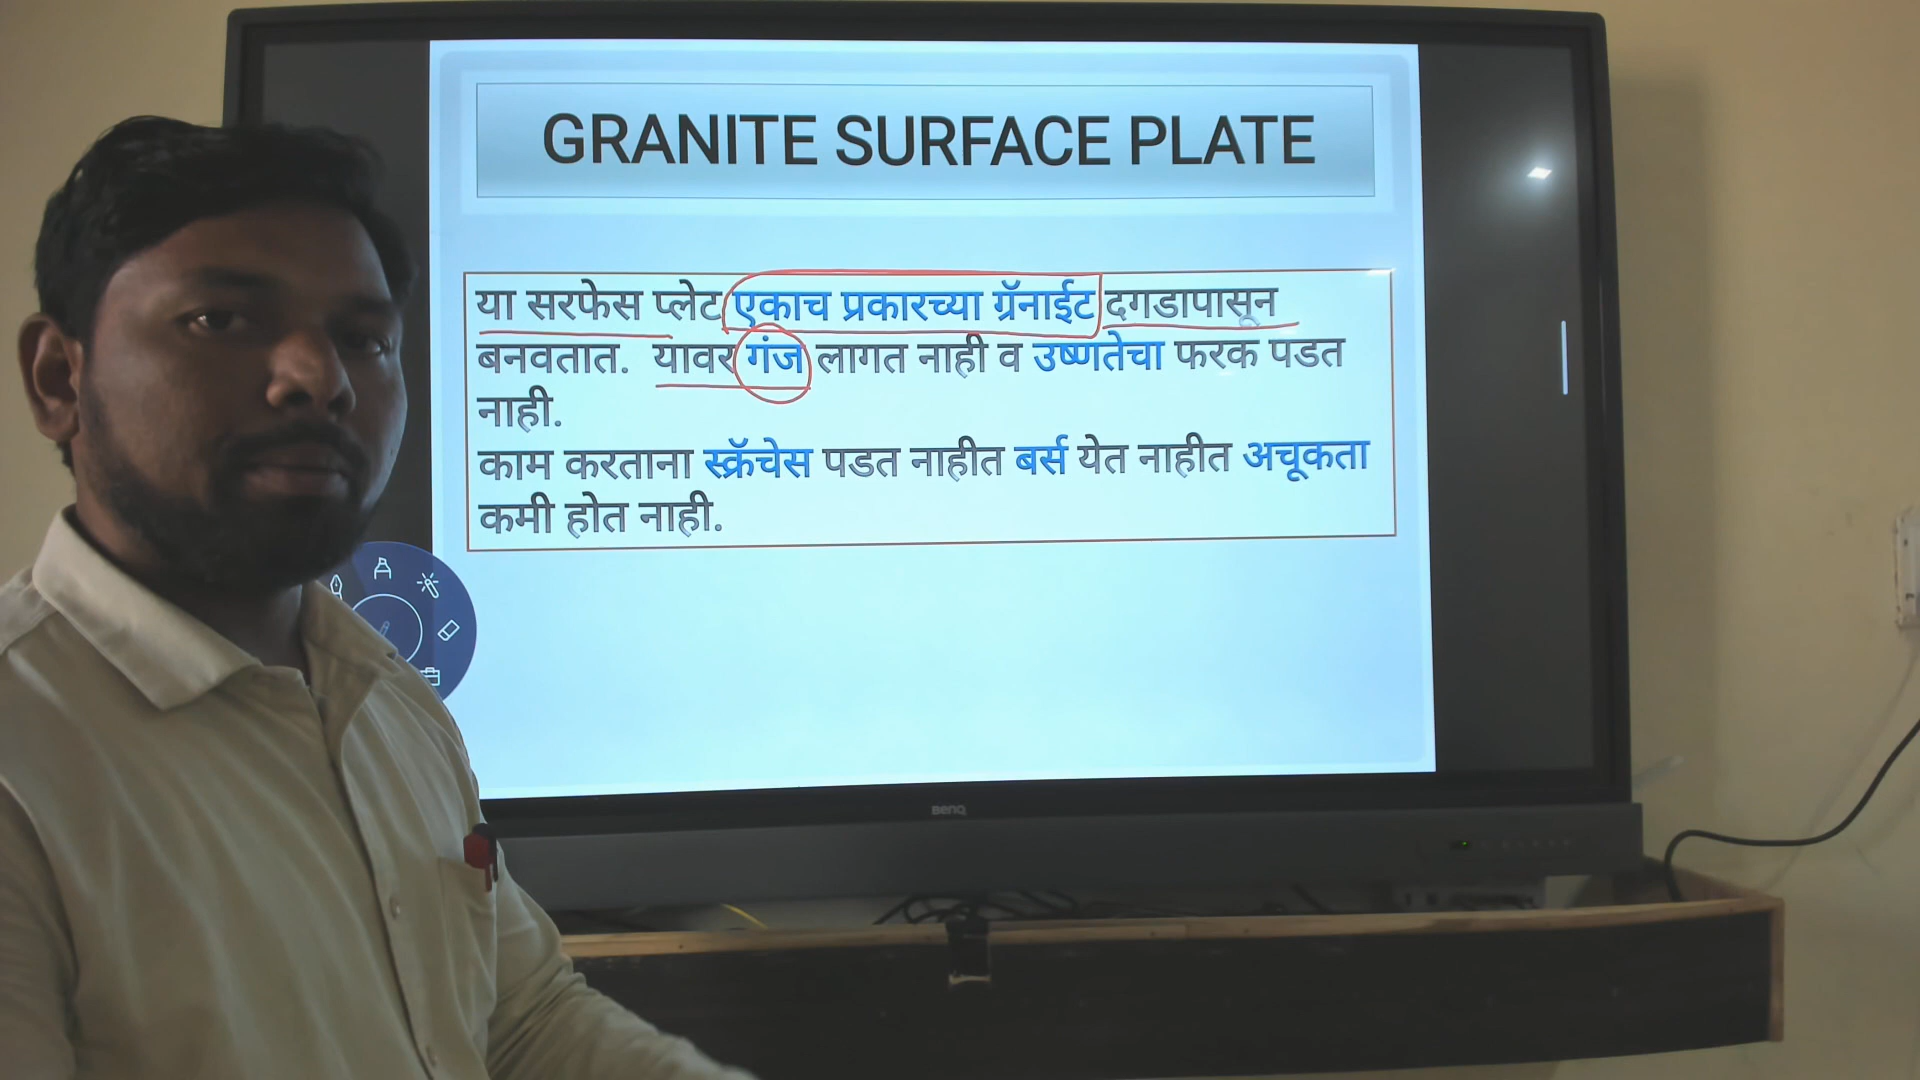 GRANITE SURFACE PLATE
या सरफेस प्लेट एकाच प्रकारच्या ग्रॅनाईट दगडापासून
बनवतात. यावर गंज लागत नाही व उष्णतेचा फरक पडत
नाही.
काम करताना स्क्रॅचेस पडत नाहीत बर्स येत नाहीत अचूकता
कमी होत नाही.
BenQ